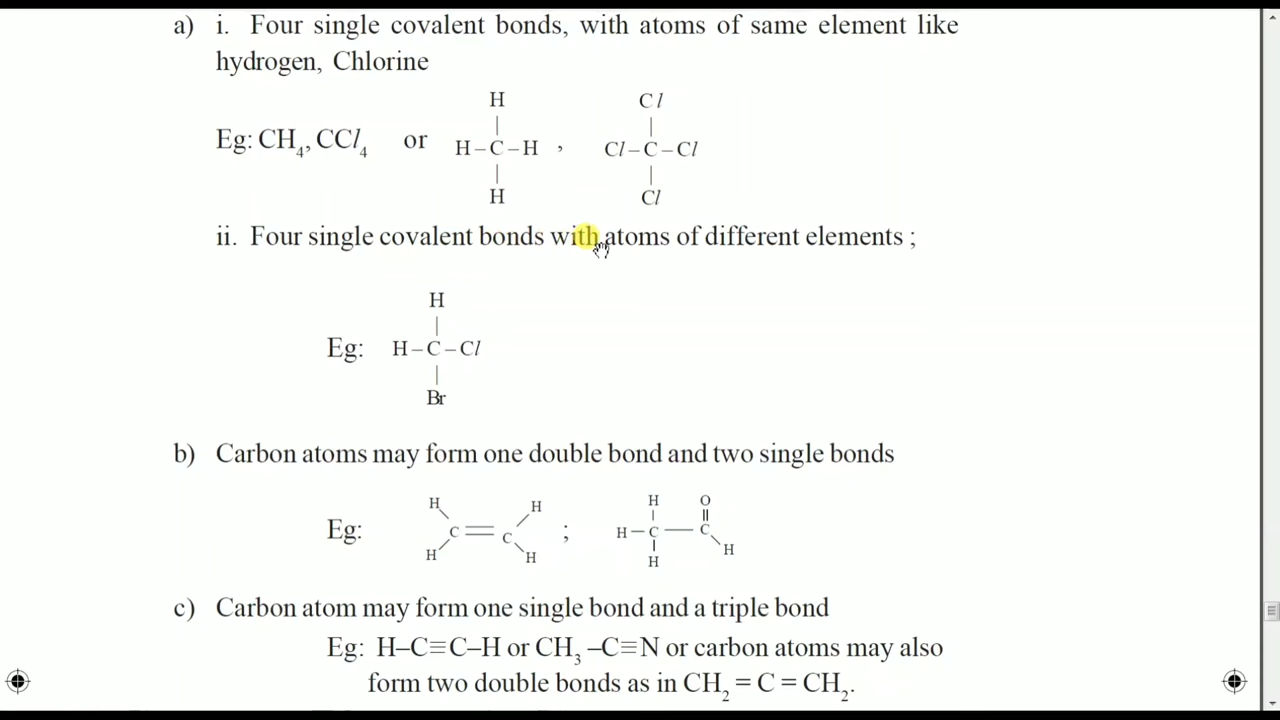 a) i. Four single covalent bonds, with atoms of same element like
hydrogen, Chlorine
H
|
Eg: CH₄, CCl₄ or H–C–H ,
|
H
Cl
|
Cl–C–Cl
|
Cl
ii. Four single covalent bonds with atoms of different elements ;
H
|
Eg: H–C–Cl
|
Br
b) Carbon atoms may form one double bond and two single bonds
Eg:
H H
C = C ;
H H
H O
H–C — C
H H
c) Carbon atom may form one single bond and a triple bond
Eg: H–C≡C–H or CH₃ –C≡N or carbon atoms may also
form two double bonds as in CH₂ = C = CH₂.